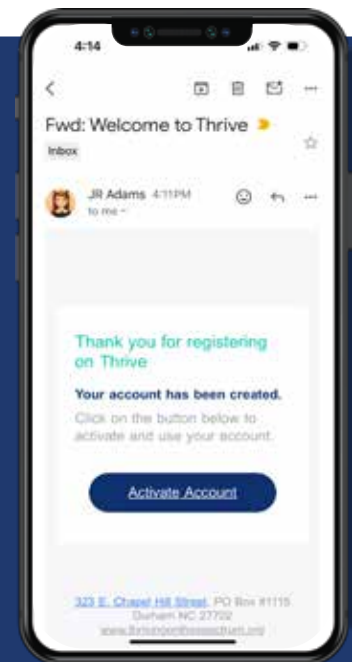 4:14
Fwd: Welcome to Thrive
Inbox
JR Adams 4:11 PM
to me
Thank you for registering
on Thrive
Your account has been created.
Click on the button below to
activate and use your account.
Activate Account
323 E. Chapel Hill Street, PO Box #1115
Durham NC 27702